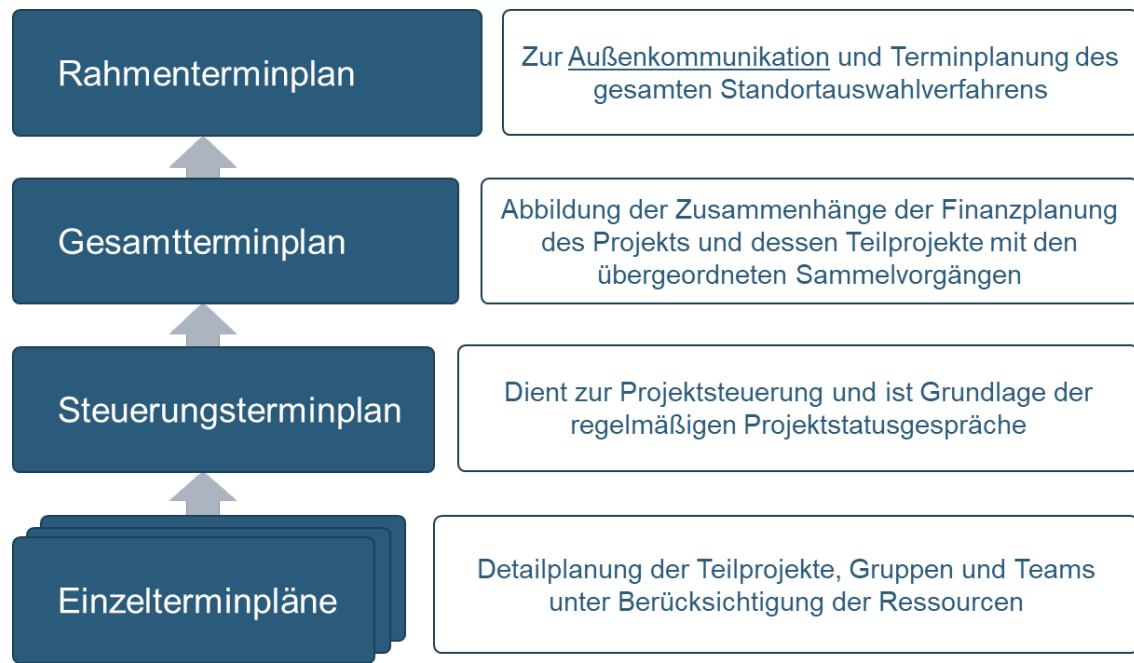 Rahmenterminplan
Zur Außenkommunikation und Terminplanung des
gesamten Standortauswahlverfahrens
Gesamtterminplan
Abbildung der Zusammenhänge der Finanzplanung
des Projekts und dessen Teilprojekte mit den
übergeordneten Sammelvorgängen
Steuerungsterminplan
Dient zur Projektsteuerung und ist Grundlage der
regelmäßigen Projektstatusgespräche
Einzelterminpläne
Detailplanung der Teilprojekte, Gruppen und Teams
unter Berücksichtigung der Ressourcen